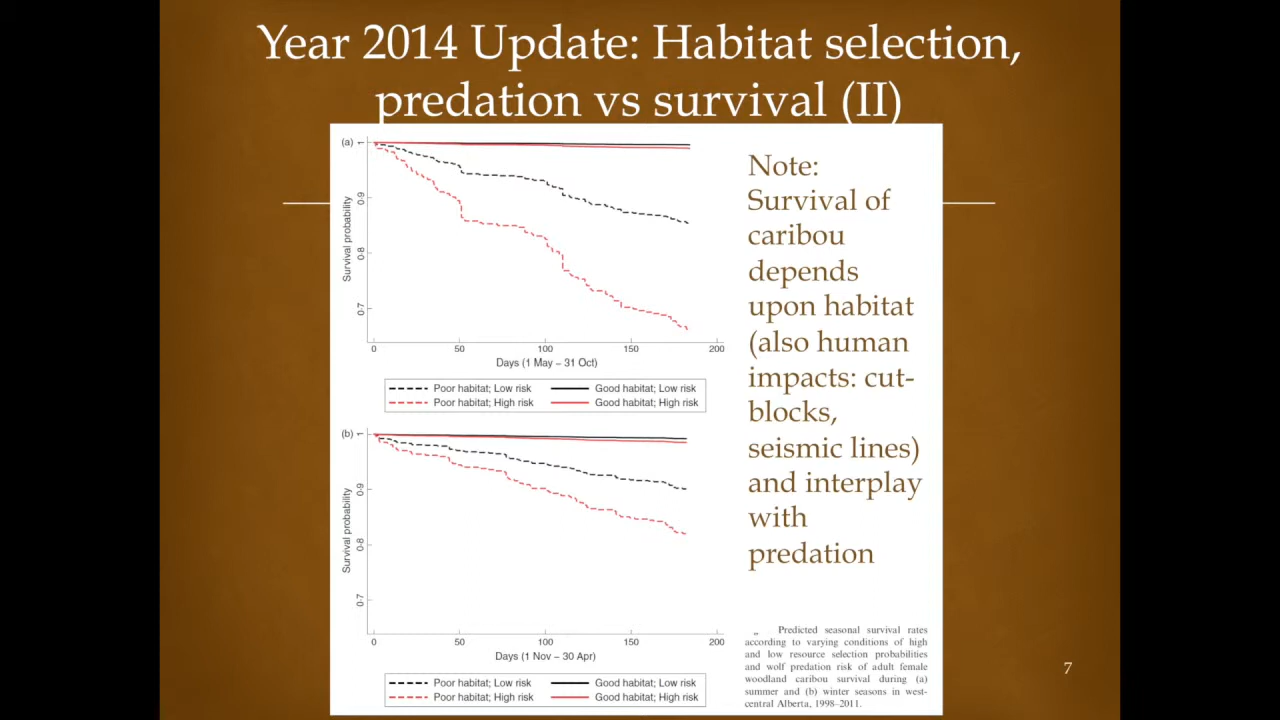 Year 2014 Update: Habitat selection,
predation vs survival (II)
(a)
1
0·9
0·8
0·7
Survival probability
0 50 100 150 200
Days (1 May – 31 Oct)
Poor habitat; Low risk Good habitat; Low risk
Poor habitat; High risk Good habitat; High risk
(b)
1
0·9
0·8
0·7
Survival probability
0 50 100 150 200
Days (1 Nov – 30 Apr)
Poor habitat; Low risk Good habitat; Low risk
Poor habitat; High risk Good habitat; High risk
Note:
Survival of
caribou
depends
upon habitat
(also human
impacts: cut-
blocks,
seismic lines)
and interplay
with
predation
„ Predicted seasonal survival rates
according to varying conditions of high
and low resource selection probabilities
and wolf predation risk of adult female
woodland caribou survival during (a)
summer and (b) winter seasons in west-
central Alberta, 1998–2011.
7